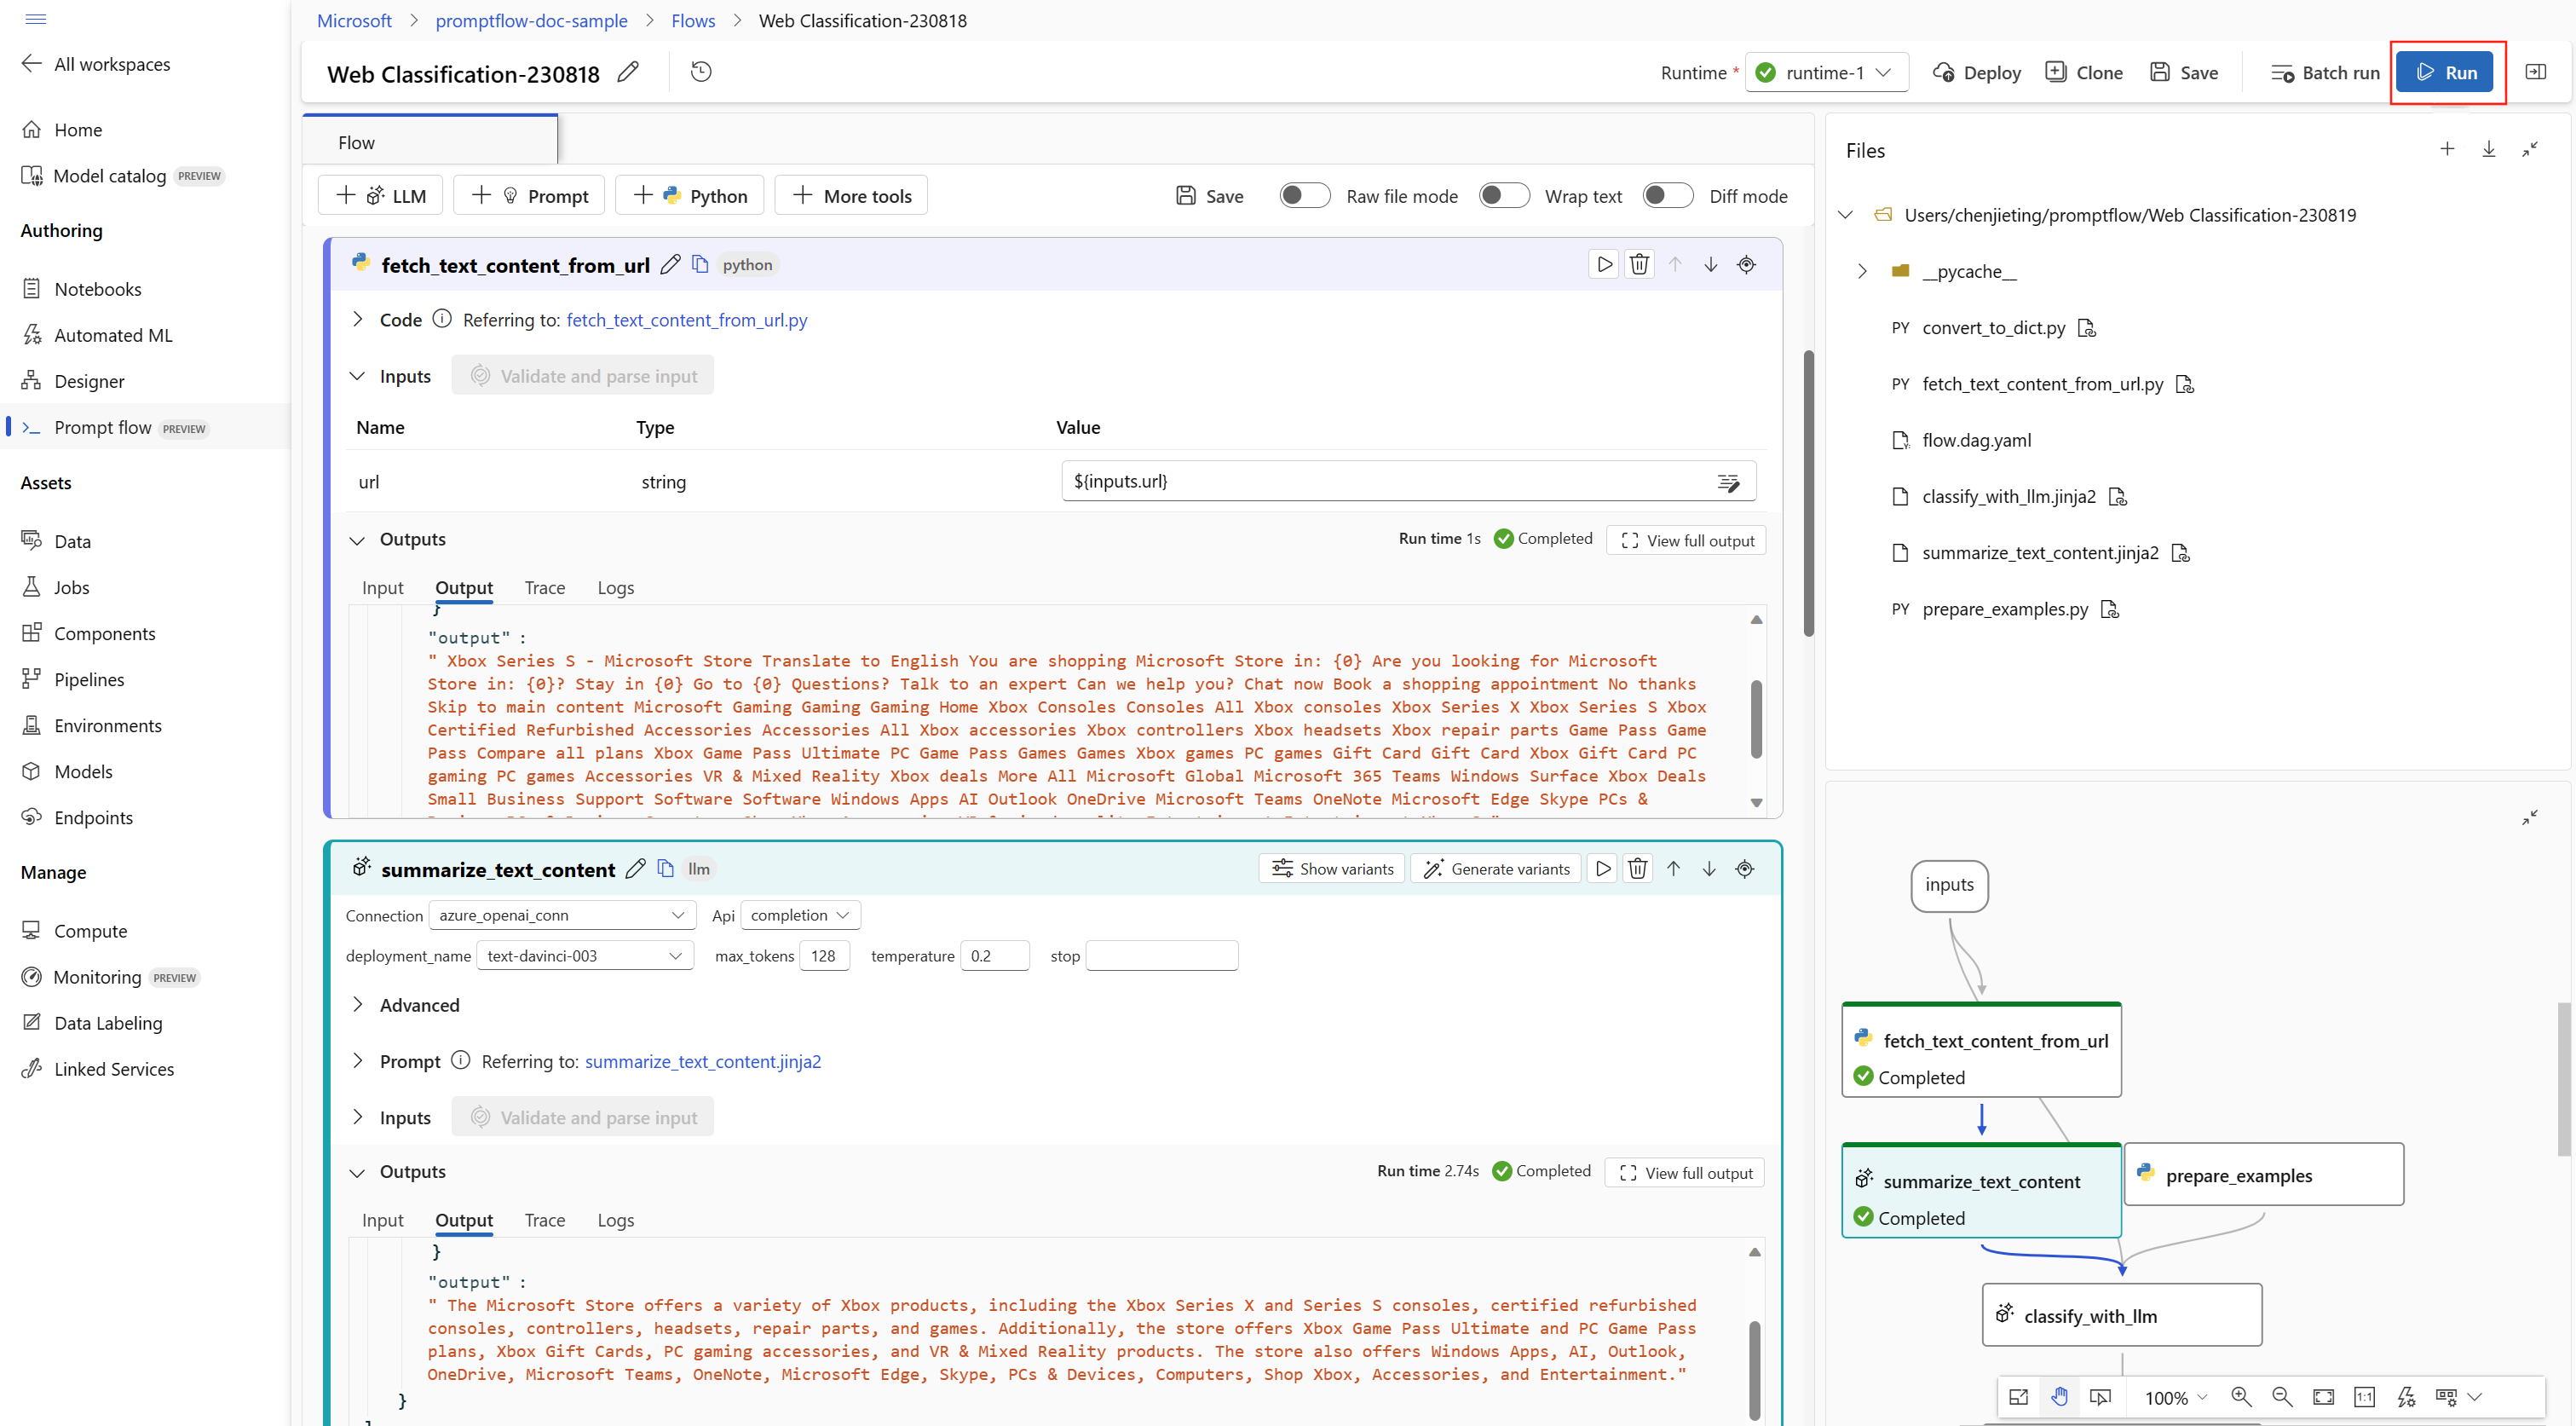 Microsoft > promptflow-doc-sample > Flows > Web Classification-230818
All workspaces
Home
Model catalog PREVIEW
Authoring
Notebooks
Automated ML
Designer
Prompt flow PREVIEW
Assets
Data
Jobs
Components
Pipelines
Environments
Models
Endpoints
Manage
Compute
Monitoring PREVIEW
Data Labeling
Linked Services
Web Classification-230818
Runtime * runtime-1 Deploy Clone Save Batch run Run
Flow
LLM Prompt Python More tools Save Raw file mode Wrap text Diff mode
fetch_text_content_from_url python
Code Referring to: fetch_text_content_from_url.py
Inputs Validate and parse input
Name Type Value
url string ${inputs.url}
Outputs Run time 1s Completed View full output
Input Output Trace Logs
}
"output" :
" Xbox Series S - Microsoft Store Translate to English You are shopping Microsoft Store in: {0} Are you looking for Microsoft
Store in: {0}? Stay in {0} Go to {0} Questions? Talk to an expert Can we help you? Chat now Book a shopping appointment No thanks
Skip to main content Microsoft Gaming Gaming Gaming Home Xbox Consoles Consoles All Xbox consoles Xbox Series X Xbox Series S Xbox
Certified Refurbished Accessories Accessories All Xbox accessories Xbox controllers Xbox headsets Xbox repair parts Game Pass Game
Pass Compare all plans Xbox Game Pass Ultimate PC Game Pass Games Games Xbox games PC games Gift Card Gift Card Xbox Gift Card PC
gaming PC games Accessories VR & Mixed Reality Xbox deals More All Microsoft Global Microsoft 365 Teams Windows Surface Xbox Deals
Small Business Support Software Software Windows Apps AI Outlook OneDrive Microsoft Teams OneNote Microsoft Edge Skype PCs &
summarize_text_content llm Show variants Generate variants
Connection azure_openai_conn Api completion
deployment_name text-davinci-003 max_tokens 128 temperature 0.2 stop
Advanced
Prompt Referring to: summarize_text_content.jinja2
Inputs Validate and parse input
Outputs Run time 2.74s Completed View full output
Input Output Trace Logs
}
"output" :
" The Microsoft Store offers a variety of Xbox products, including the Xbox Series X and Series S consoles, certified refurbished
consoles, controllers, headsets, repair parts, and games. Additionally, the store offers Xbox Game Pass Ultimate and PC Game Pass
plans, Xbox Gift Cards, PC gaming accessories, and VR & Mixed Reality products. The store also offers Windows Apps, AI, Outlook,
OneDrive, Microsoft Teams, OneNote, Microsoft Edge, Skype, PCs & Devices, Computers, Shop Xbox, Accessories, and Entertainment."
}
Files
Users/chenjieting/promptflow/Web Classification-230819
__pycache__
PY convert_to_dict.py
PY fetch_text_content_from_url.py
flow.dag.yaml
classify_with_llm.jinja2
summarize_text_content.jinja2
PY prepare_examples.py
inputs
fetch_text_content_from_url
Completed
summarize_text_content
Completed
prepare_examples
classify_with_llm
100% 1:1